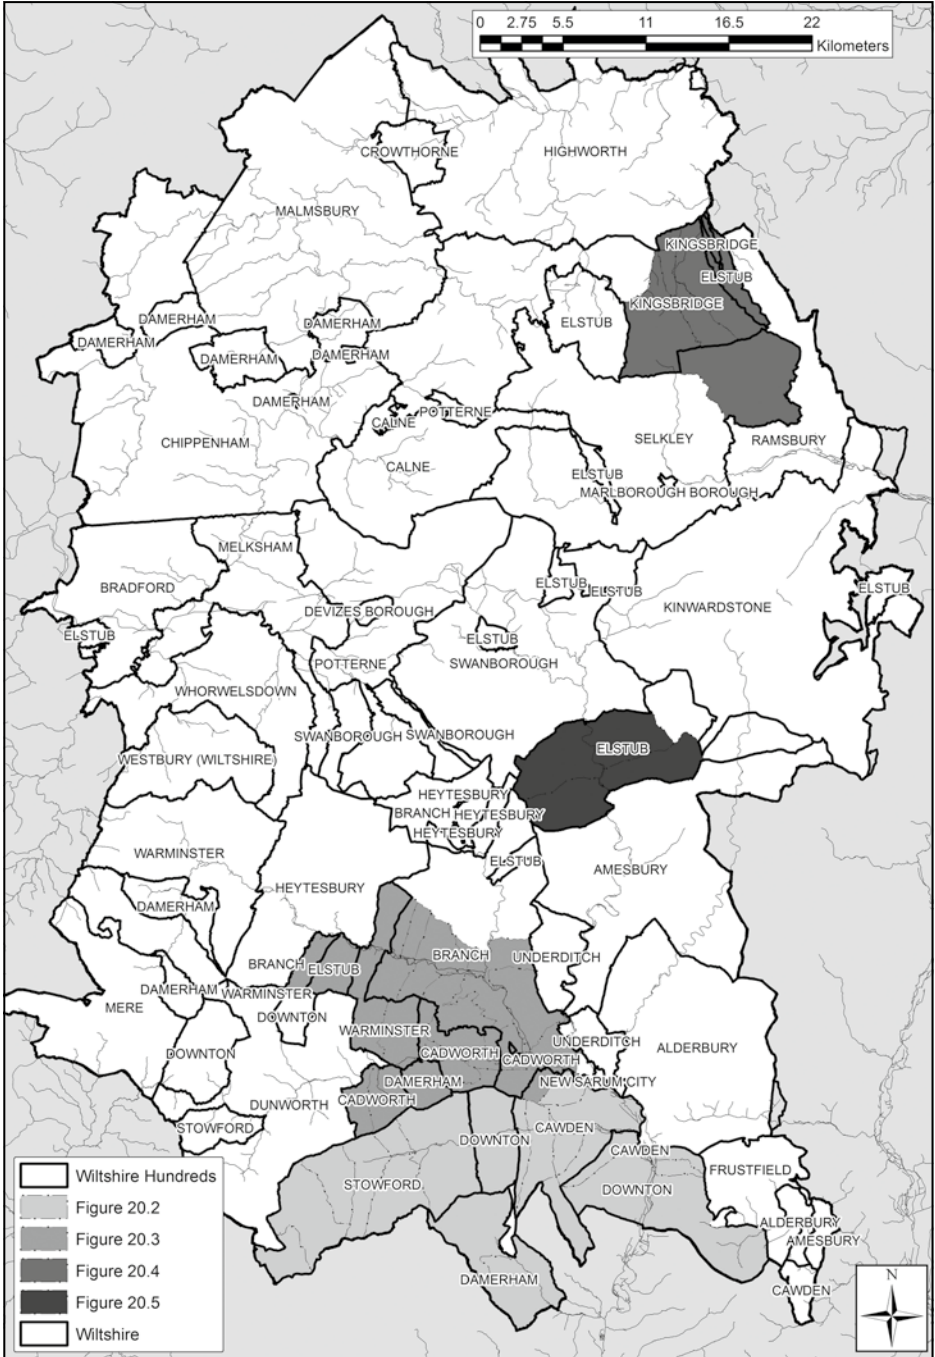 0 2.75 5.5 11 16.5 22
Kilometers
CROWTHORNE
HIGHWORTH
MALMSBURY
KINGSBRIDGE
ELSTUB
KINGSBRIDGE
DAMERHAM
DAMERHAM
ELSTUB
DAMERHAM
DAMERHAM
DAMERHAM
DAMERHAM
POTTERNE
CALNE
CHIPPENHAM
SELKLEY
RAMSBURY
CALNE
ELSTUB
MARLBOROUGH BOROUGH
MELKSHAM
BRADFORD
ELSTUB
ELSTUB
ELSTUB
KINWARDSTONE
DEVIZES BOROUGH
ELSTUB
ELSTUB
POTTERNE
SWANBOROUGH
WHORWELSDOWN
SWANBOROUGH
SWANBOROUGH
ELSTUB
WESTBURY (WILTSHIRE)
HEYTESBURY
BRANCH
HEYTESBURY
HEYTESBURY
WARMINSTER
ELSTUB
AMESBURY
HEYTESBURY
DAMERHAM
BRANCH
UNDERDITCH
BRANCH
ELSTUB
DAMERHAM
WARMINSTER
MERE
DOWNTON
WARMINSTER
UNDERDITCH
ALDERBURY
DOWNTON
CADWORTH
CADWORTH
DAMERHAM
NEW SARUM CITY
CADWORTH
DUNWORTH
STOWFORD
DOWNTON
CAWDEN
CAWDEN
FRUSTFIELD
STOWFORD
DOWNTON
ALDERBURY
AMESBURY
DAMERHAM
CAWDEN
Wiltshire Hundreds
Figure 20.2
Figure 20.3
Figure 20.4
Figure 20.5
Wiltshire
N